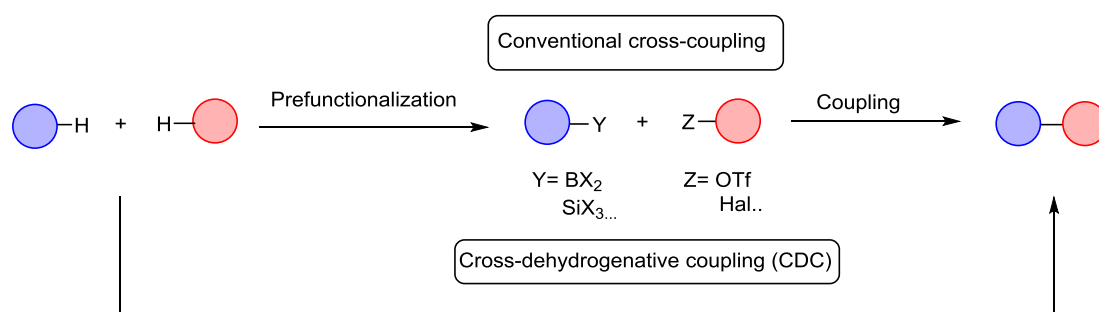 Conventional cross-coupling
H + H
Prefunctionalization
Y + Z
Coupling
Y= BX₂
SiX₃...
Z= OTf
Hal..
Cross-dehydrogenative coupling (CDC)